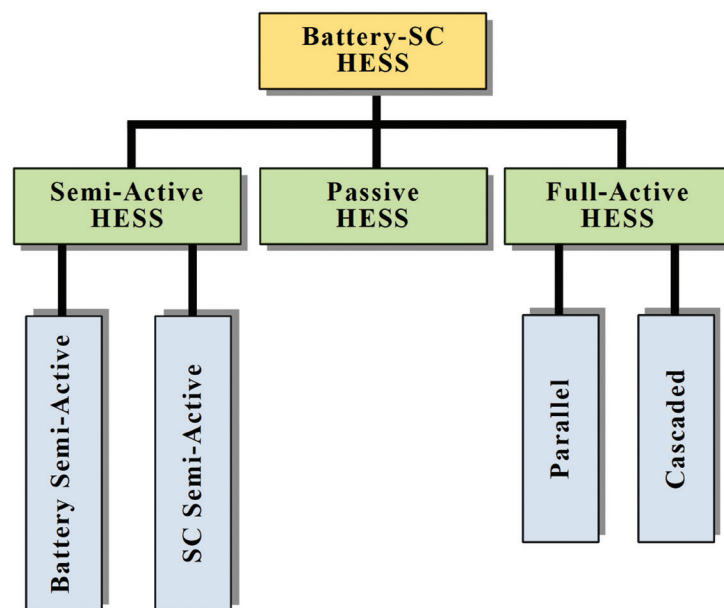 Battery-SC
HESS
Semi-Active
HESS
Passive
HESS
Full-Active
HESS
Battery Semi-Active
SC Semi-Active
Parallel
Cascaded